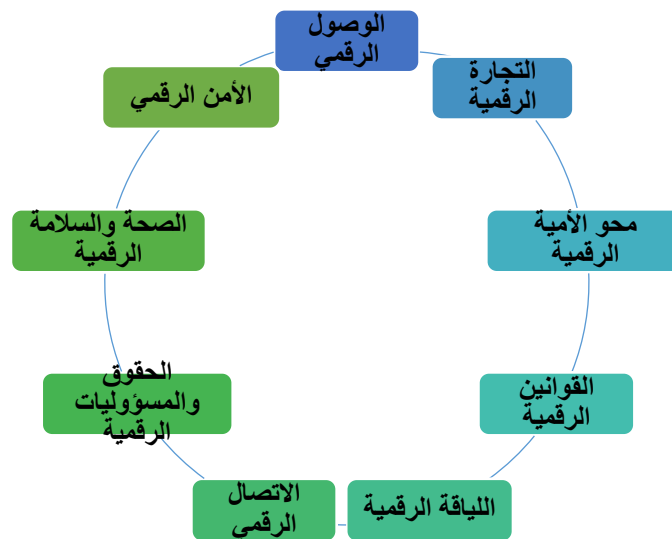 الوصول
الرقمي
التجارة
الرقمية
محو الأمية
الرقمية
القوانين
الرقمية
اللياقة الرقمية
الاتصال
الرقمي
الحقوق
والمسؤوليات
الرقمية
الصحة والسلامة
الرقمية
الأمن الرقمي